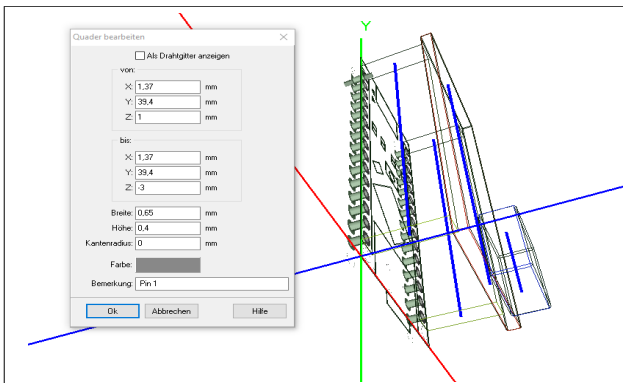 Quader bearbeiten
Als Drahtgitter anzeigen
von:
X: 1,37 mm
Y: 39,4 mm
Z: 1 mm
bis:
X: 1,37 mm
Y: 39,4 mm
Z: -3 mm
Breite: 0,65 mm
Höhe: 0,4 mm
Kantenradius: 0 mm
Farbe:
Bemerkung: Pin 1
Ok Abbrechen Hilfe
Y